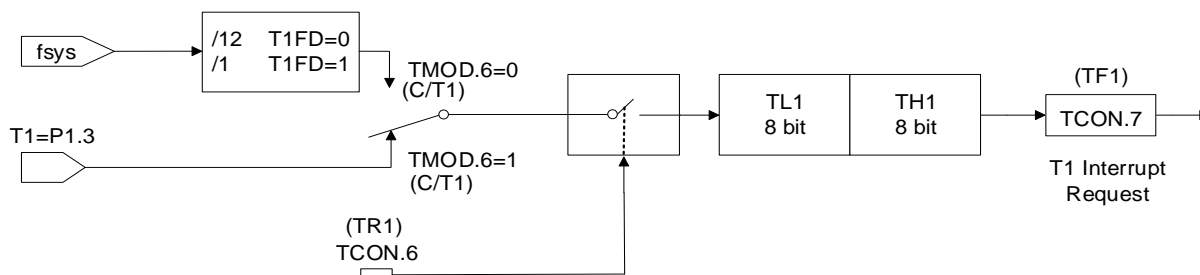 fsys
/12 T1FD=0
/1 T1FD=1
TMOD.6=0
(C/T1)
T1=P1.3
TMOD.6=1
(C/T1)
(TR1)
TCON.6
TL1
8 bit
TH1
8 bit
(TF1)
TCON.7
T1 Interrupt
Request